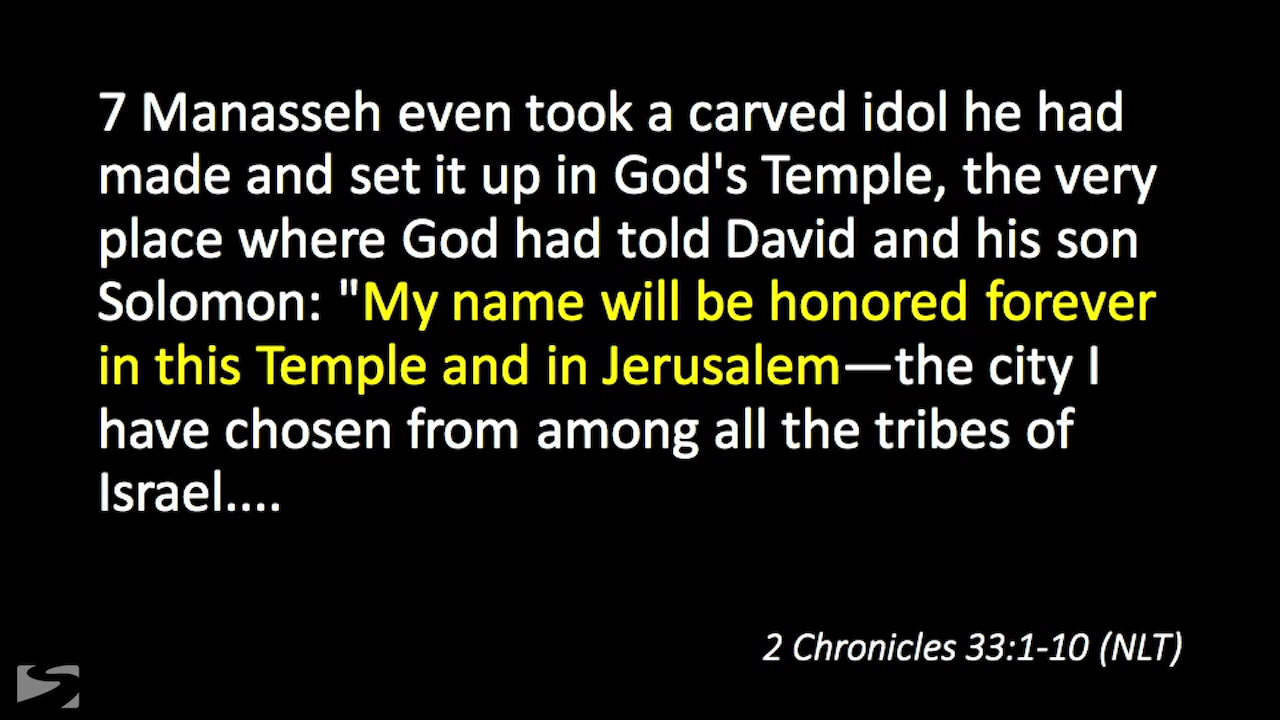 7 Manasseh even took a carved idol he had
made and set it up in God's Temple, the very
place where God had told David and his son
Solomon: "My name will be honored forever
in this Temple and in Jerusalem—the city I
have chosen from among all the tribes of
Israel....
2 Chronicles 33:1-10 (NLT)